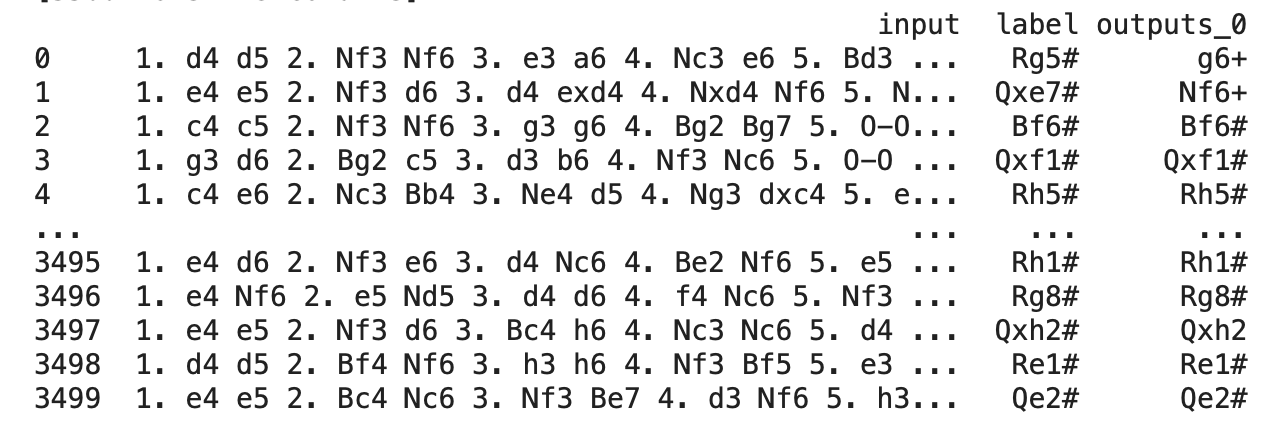 input label outputs_0
0 1. d4 d5 2. Nf3 Nf6 3. e3 a6 4. Nc3 e6 5. Bd3 ... Rg5# g6+
1 1. e4 e5 2. Nf3 d6 3. d4 exd4 4. Nxd4 Nf6 5. N... Qxe7# Nf6+
2 1. c4 c5 2. Nf3 Nf6 3. g3 g6 4. Bg2 Bg7 5. O-O... Bf6# Bf6#
3 1. g3 d6 2. Bg2 c5 3. d3 b6 4. Nf3 Nc6 5. O-O ... Qxf1# Qxf1#
4 1. c4 e6 2. Nc3 Bb4 3. Ne4 d5 4. Ng3 dxc4 5. e... Rh5# Rh5#
... ... ... ...
3495 1. e4 d6 2. Nf3 e6 3. d4 Nc6 4. Be2 Nf6 5. e5 ... Rh1# Rh1#
3496 1. e4 Nf6 2. e5 Nd5 3. d4 d6 4. f4 Nc6 5. Nf3 ... Rg8# Rg8#
3497 1. e4 e5 2. Nf3 d6 3. Bc4 h6 4. Nc3 Nc6 5. d4 ... Qxh2# Qxh2
3498 1. d4 d5 2. Bf4 Nf6 3. h3 h6 4. Nf3 Bf5 5. e3 ... Re1# Re1#
3499 1. e4 e5 2. Bc4 Nc6 3. Nf3 Be7 4. d3 Nf6 5. h3... Qe2# Qe2#